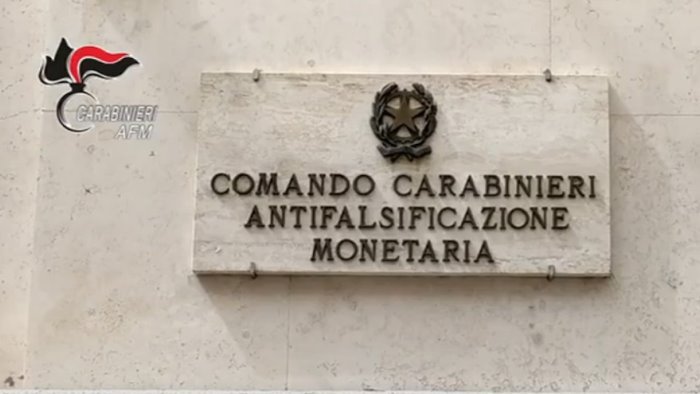 CARABINIERI
AFM
COMANDO CARABINIERI
ANTIFALSIFICAZIONE
MONETARIA